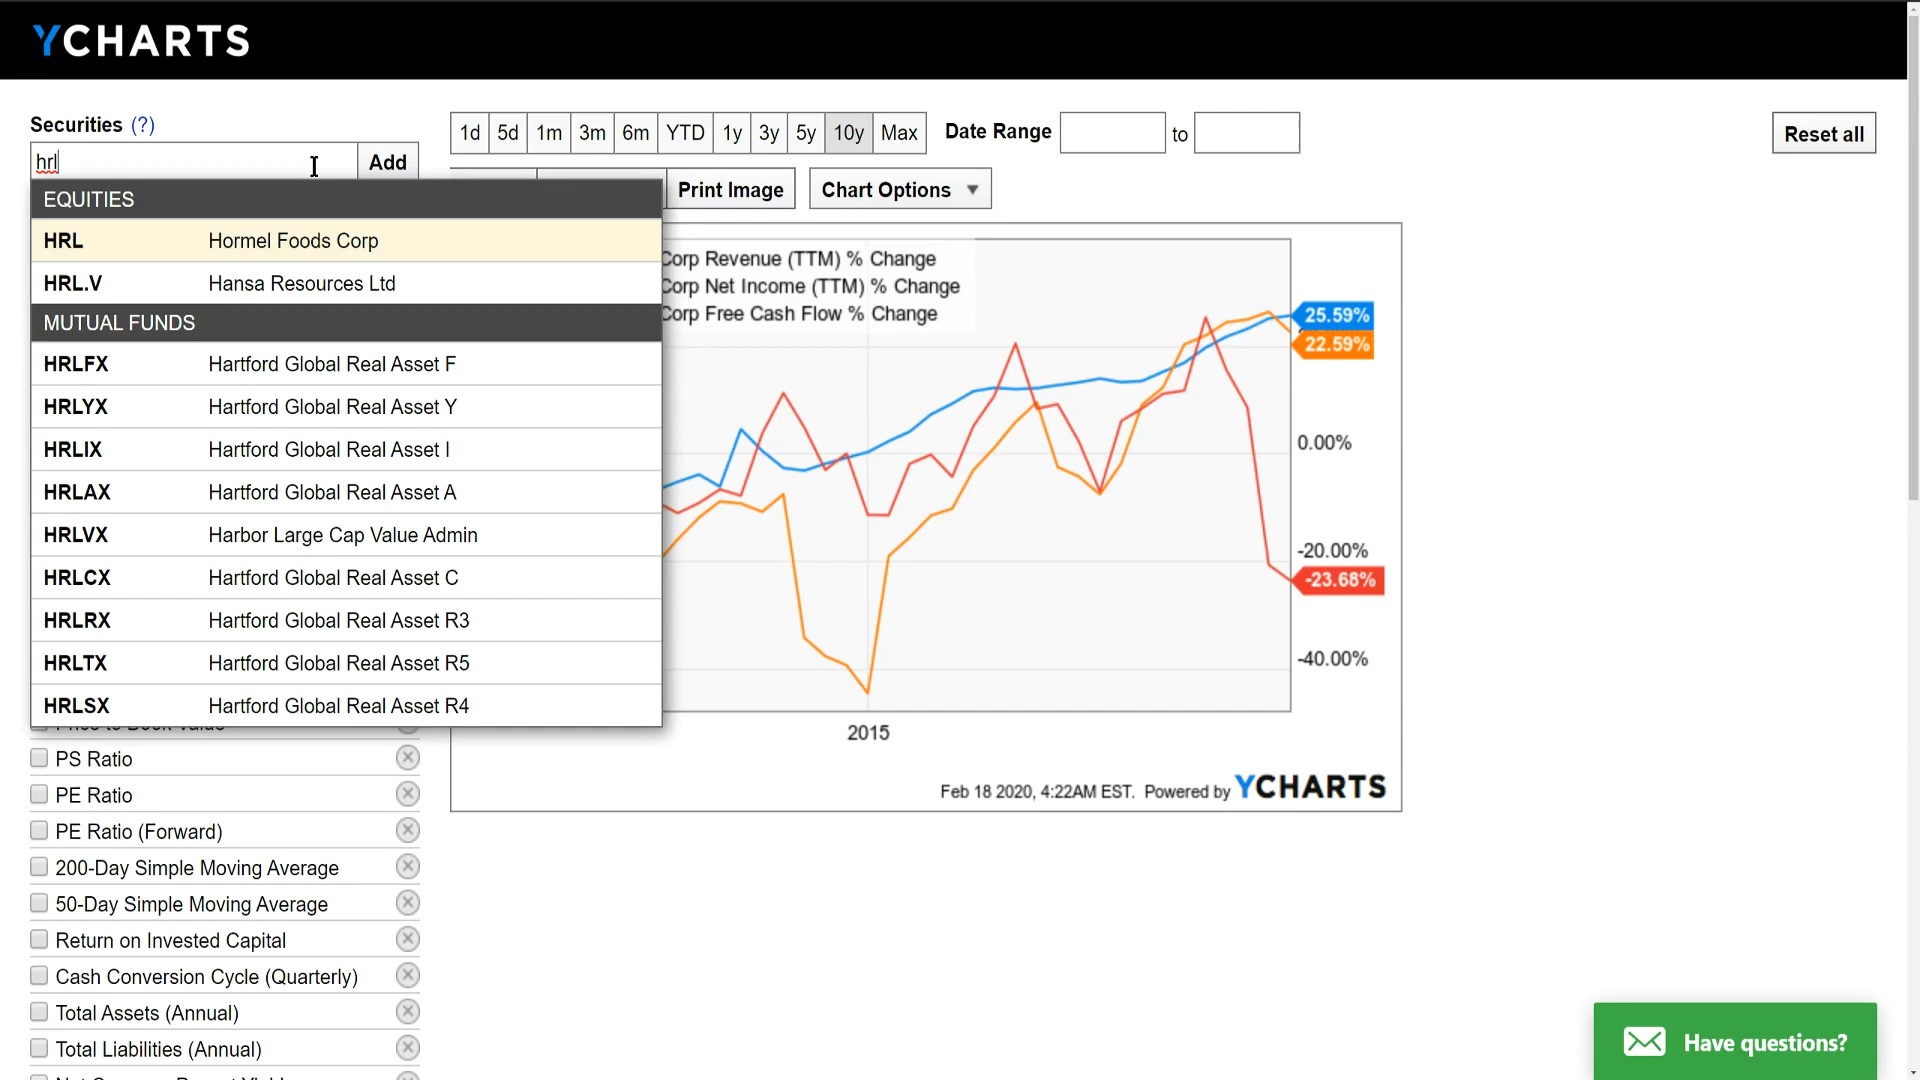 YCHARTS
Securities (?)
hrl
Add
1d 5d 1m 3m 6m YTD 1y 3y 5y 10y Max
Date Range to
Reset all
Print Image
Chart Options
EQUITIES
HRL Hormel Foods Corp
HRL.V Hansa Resources Ltd
MUTUAL FUNDS
HRLFX Hartford Global Real Asset F
HRLYX Hartford Global Real Asset Y
HRLIX Hartford Global Real Asset I
HRLAX Hartford Global Real Asset A
HRLVX Harbor Large Cap Value Admin
HRLCX Hartford Global Real Asset C
HRLRX Hartford Global Real Asset R3
HRLTX Hartford Global Real Asset R5
HRLSX Hartford Global Real Asset R4
PS Ratio
PE Ratio
PE Ratio (Forward)
200-Day Simple Moving Average
50-Day Simple Moving Average
Return on Invested Capital
Cash Conversion Cycle (Quarterly)
Total Assets (Annual)
Total Liabilities (Annual)
Corp Revenue (TTM) % Change
Corp Net Income (TTM) % Change
Corp Free Cash Flow % Change
25.59%
22.59%
0.00%
-20.00%
-23.68%
-40.00%
2015
Feb 18 2020, 4:22AM EST. Powered by YCHARTS
Have questions?